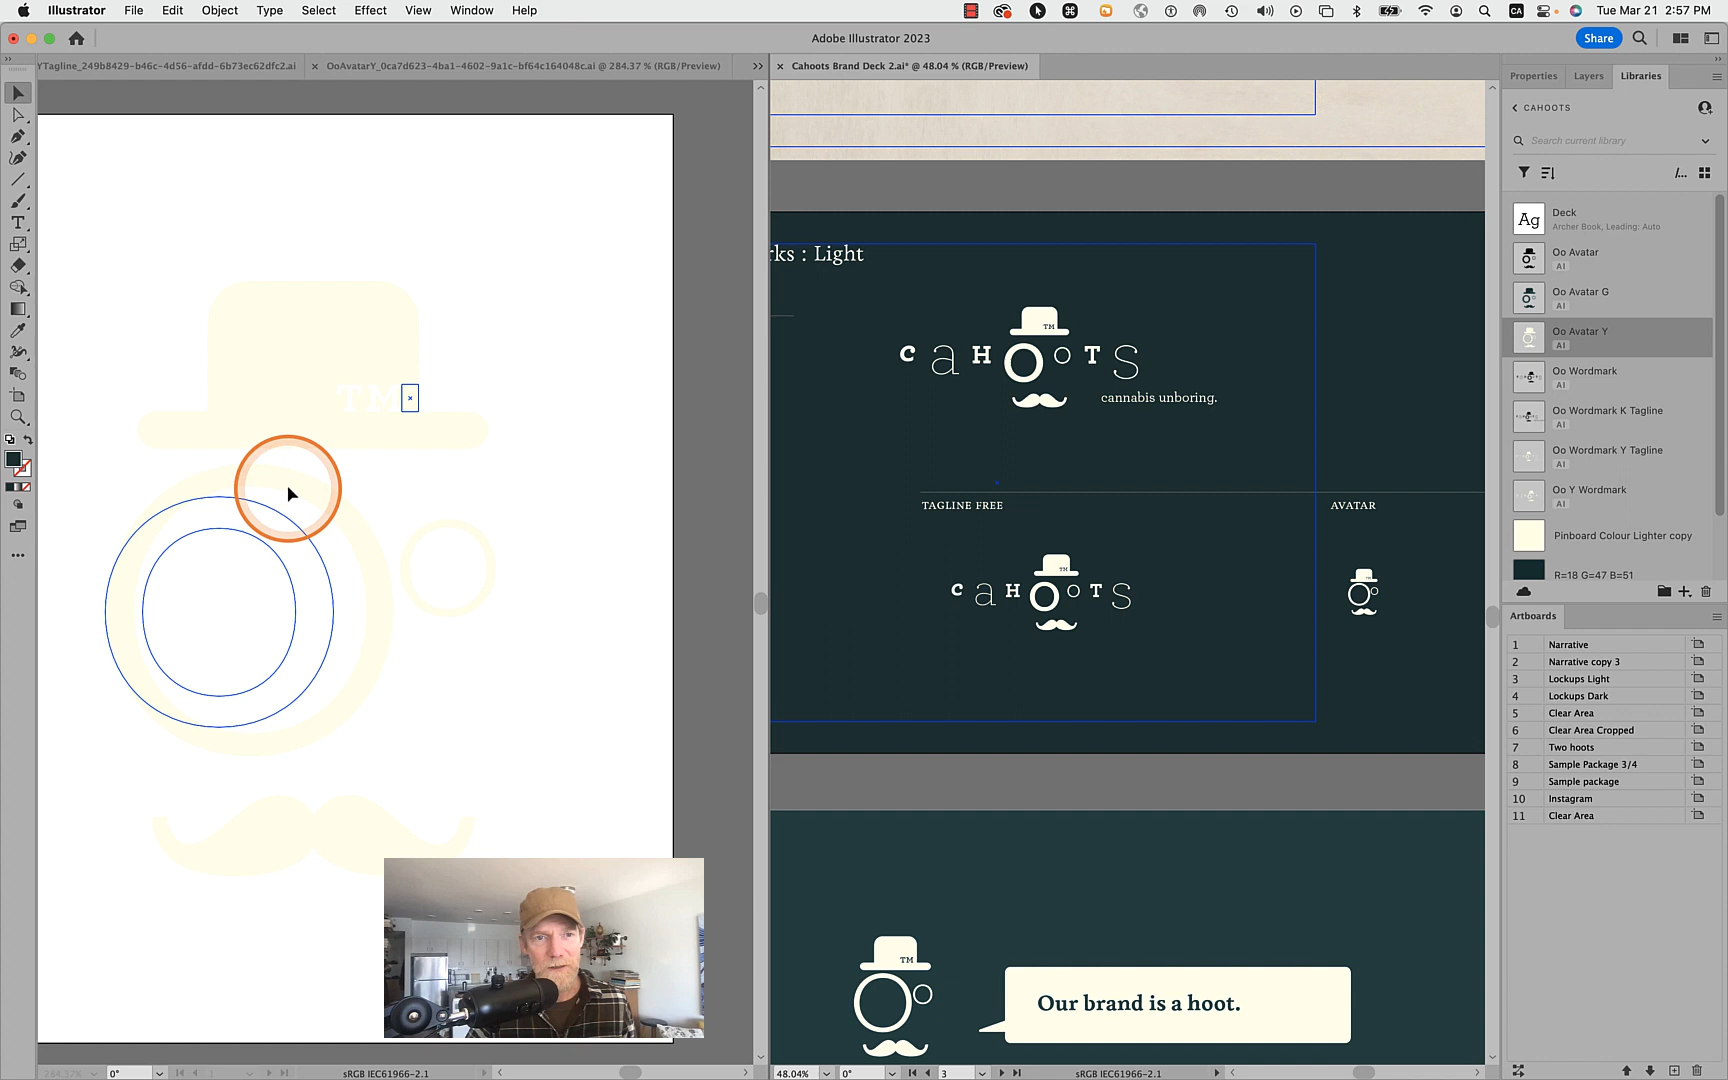 Illustrator File Edit Object Type Select Effect View Window Help
CA
Tue Mar 21 2:57 PM
Adobe Illustrator 2023
Share
YTagline_249b8429-b46c-4d56-afdd-6b73ec62dfc2.ai
× OoAvatarY_0ca7d623-4ba1-4602-9a1c-bf64c164048c.ai @ 284.37 % (RGB/Preview)
× Cahoots Brand Deck 2.ai* @ 48.04 % (RGB/Preview)
Properties Layers Libraries
CAHOOTS
Search current library
Ag
Deck
Archer Book, Leading: Auto
Oo Avatar
AI
Oo Avatar G
AI
Oo Avatar Y
AI
Oo Wordmark
AI
Oo Wordmark K Tagline
AI
Oo Wordmark Y Tagline
AI
Oo Y Wordmark
AI
Pinboard Colour Lighter copy
R=18 G=47 B=51
Artboards
1 Narrative
2 Narrative copy 3
3 Lockups Light
4 Lockups Dark
5 Clear Area
6 Clear Area Cropped
7 Two hoots
8 Sample Package 3/4
9 Sample package
10 Instagram
11 Clear Area
TM
rks : Light
TM
CaHOoTS
cannabis unboring.
TAGLINE FREE
AVATAR
TM
CaHOoTS
TM
Our brand is a hoot.
284.37% 0° 1 sRGB IEC61966-2.1
48.04% 0° 3 sRGB IEC61966-2.1